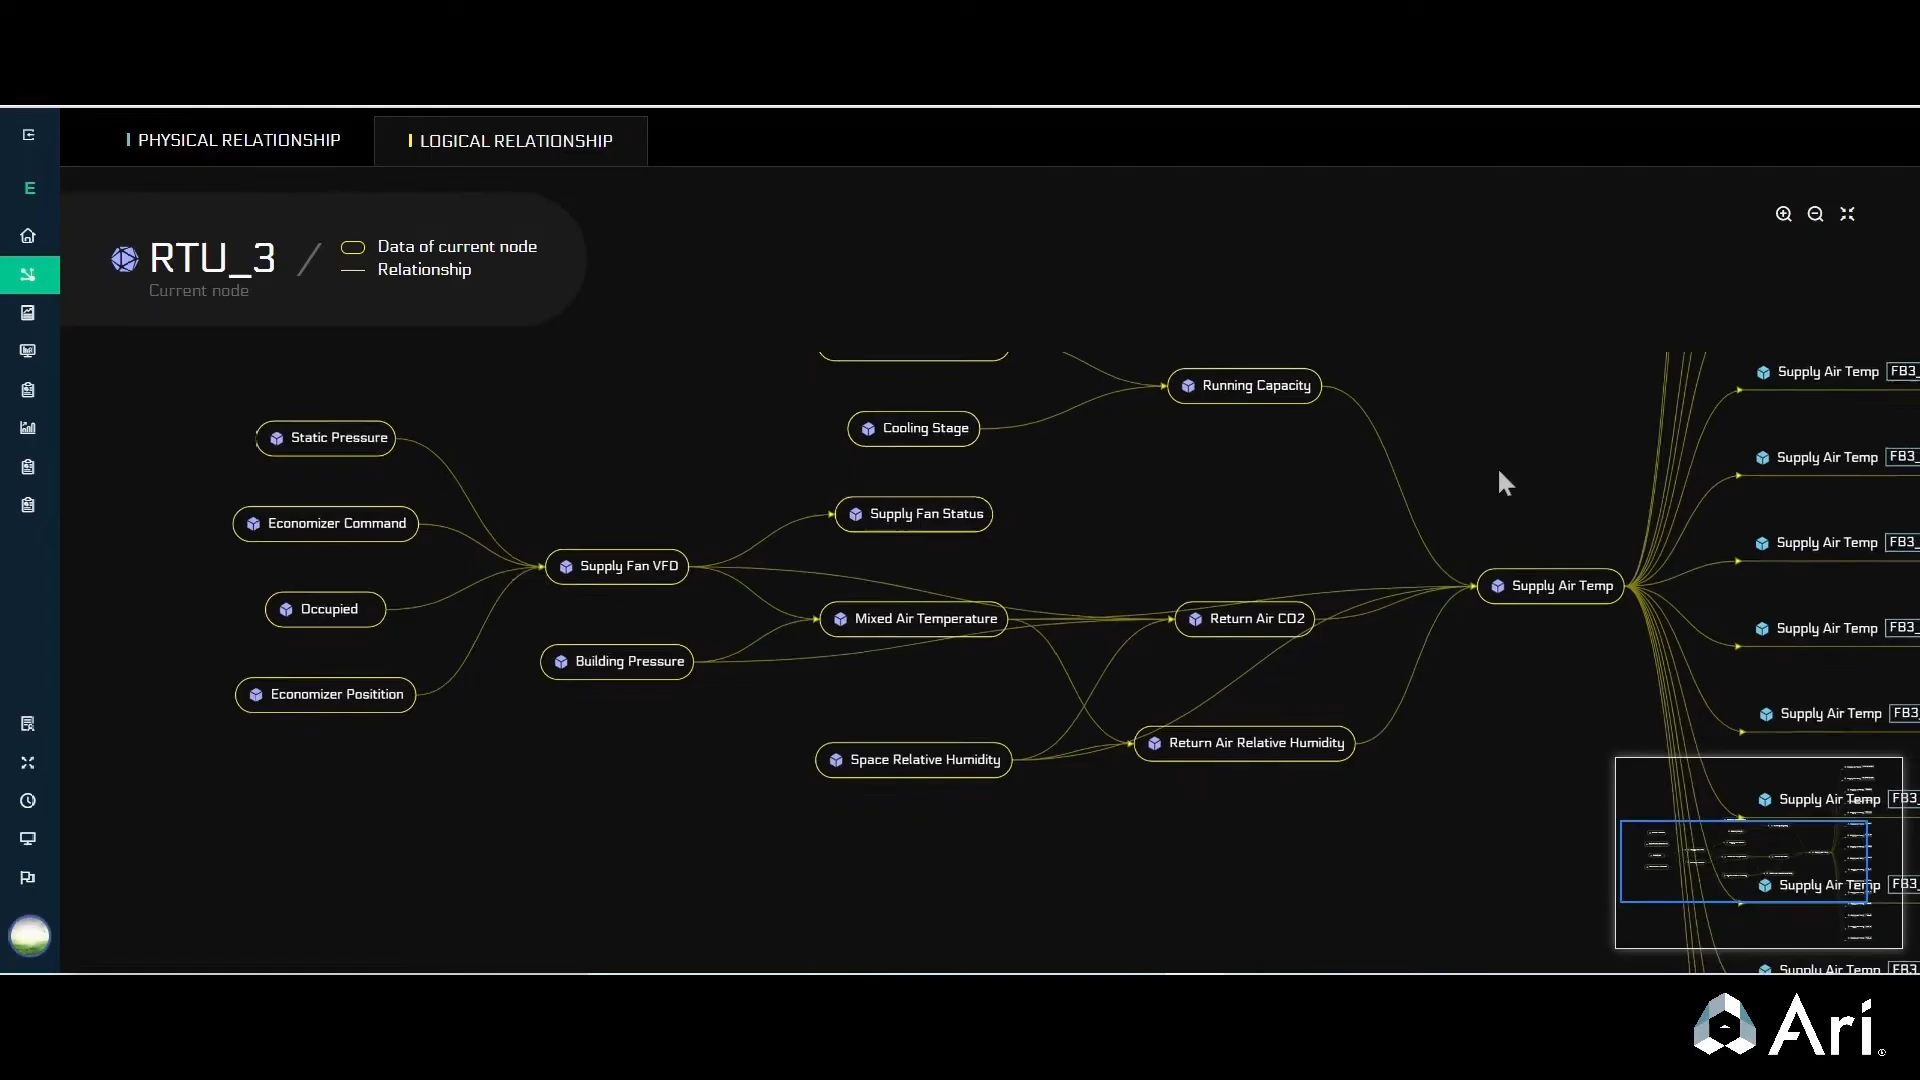 PHYSICAL RELATIONSHIP
LOGICAL RELATIONSHIP
E
RTU_3
Current node
Data of current node
Relationship
Running Capacity
Supply Air Temp FB3_
Static Pressure
Cooling Stage
Supply Air Temp FB3_
Economizer Command
Supply Fan Status
Supply Air Temp FB3_
Supply Fan VFD
Supply Air Temp
Occupied
Mixed Air Temperature
Return Air CO2
Supply Air Temp FB3_
Building Pressure
Economizer Positition
Supply Air Temp FB3_
Space Relative Humidity
Return Air Relative Humidity
Supply Air Temp FB3_
Supply Air Temp FB3_
Supply Air Temp FB3_
Ari